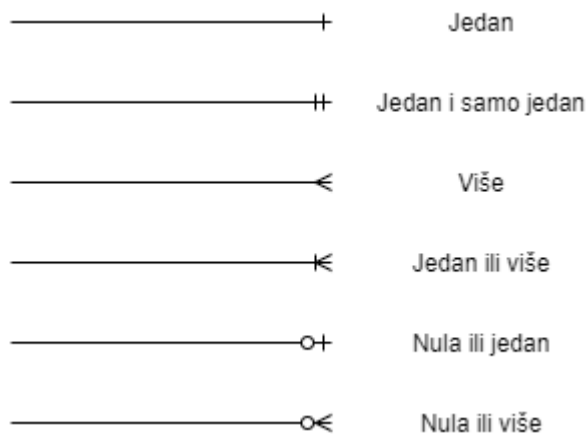 Jedan
Jedan i samo jedan
Više
Jedan ili više
Nula ili jedan
Nula ili više